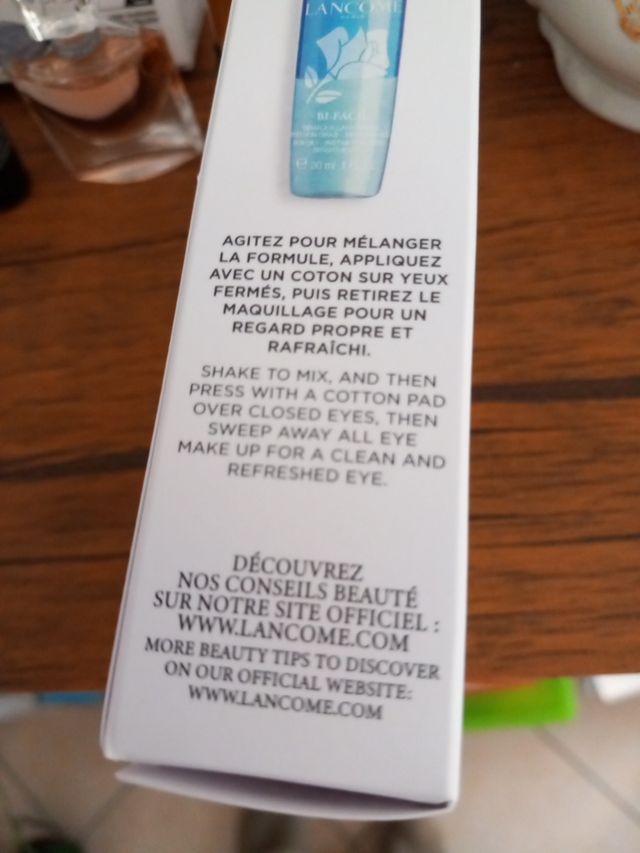 LANCÔME
PARIS
BI-FACIL
AGITEZ POUR MÉLANGER
LA FORMULE, APPLIQUEZ
AVEC UN COTON SUR YEUX
FERMÉS, PUIS RETIREZ LE
MAQUILLAGE POUR UN
REGARD PROPRE ET
RAFRAÎCHI.
SHAKE TO MIX, AND THEN
PRESS WITH A COTTON PAD
OVER CLOSED EYES, THEN
SWEEP AWAY ALL EYE
MAKE UP FOR A CLEAN AND
REFRESHED EYE.
DÉCOUVREZ
NOS CONSEILS BEAUTÉ
SUR NOTRE SITE OFFICIEL :
WWW.LANCOME.COM
MORE BEAUTY TIPS TO DISCOVER
ON OUR OFFICIAL WEBSITE:
WWW.LANCOME.COM